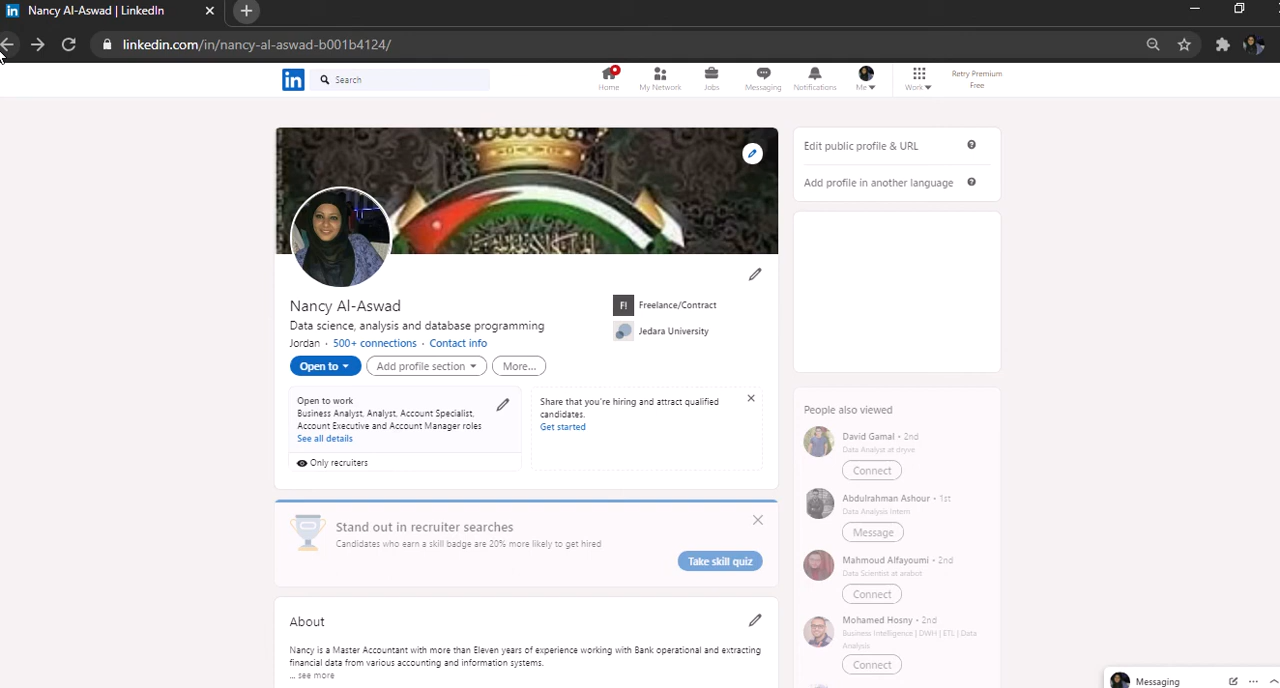 Nancy Al-Aswad | LinkedIn
linkedin.com/in/nancy-al-aswad-b001b4124/
in
Search
Home
My Network
Jobs
Messaging
Notifications
Me
Work
Retry Premium
Free
Edit public profile & URL
Add profile in another language
Nancy Al-Aswad
Data science, analysis and database programming
Jordan · 500+ connections · Contact info
F!
Freelance/Contract
Jedara University
Open to
Add profile section
More...
Open to work
Business Analyst, Analyst, Account Specialist,
Account Executive and Account Manager roles
See all details
Only recruiters
Share that you're hiring and attract qualified
candidates.
Get started
Stand out in recruiter searches
Candidates who earn a skill badge are 20% more likely to get hired
Take skill quiz
About
Nancy is a Master Accountant with more than Eleven years of experience working with Bank operational and extracting
financial data from various accounting and information systems.
... see more
People also viewed
David Gamal • 2nd
Data Analyst at dryve
Connect
Abdulrahman Ashour • 1st
Data Analysis Intern
Message
Mahmoud Alfayoumi • 2nd
Data Scientist at arabot
Connect
Mohamed Hosny • 2nd
Business Intelligence | DWH | ETL | Data
Analysis
Connect
Messaging